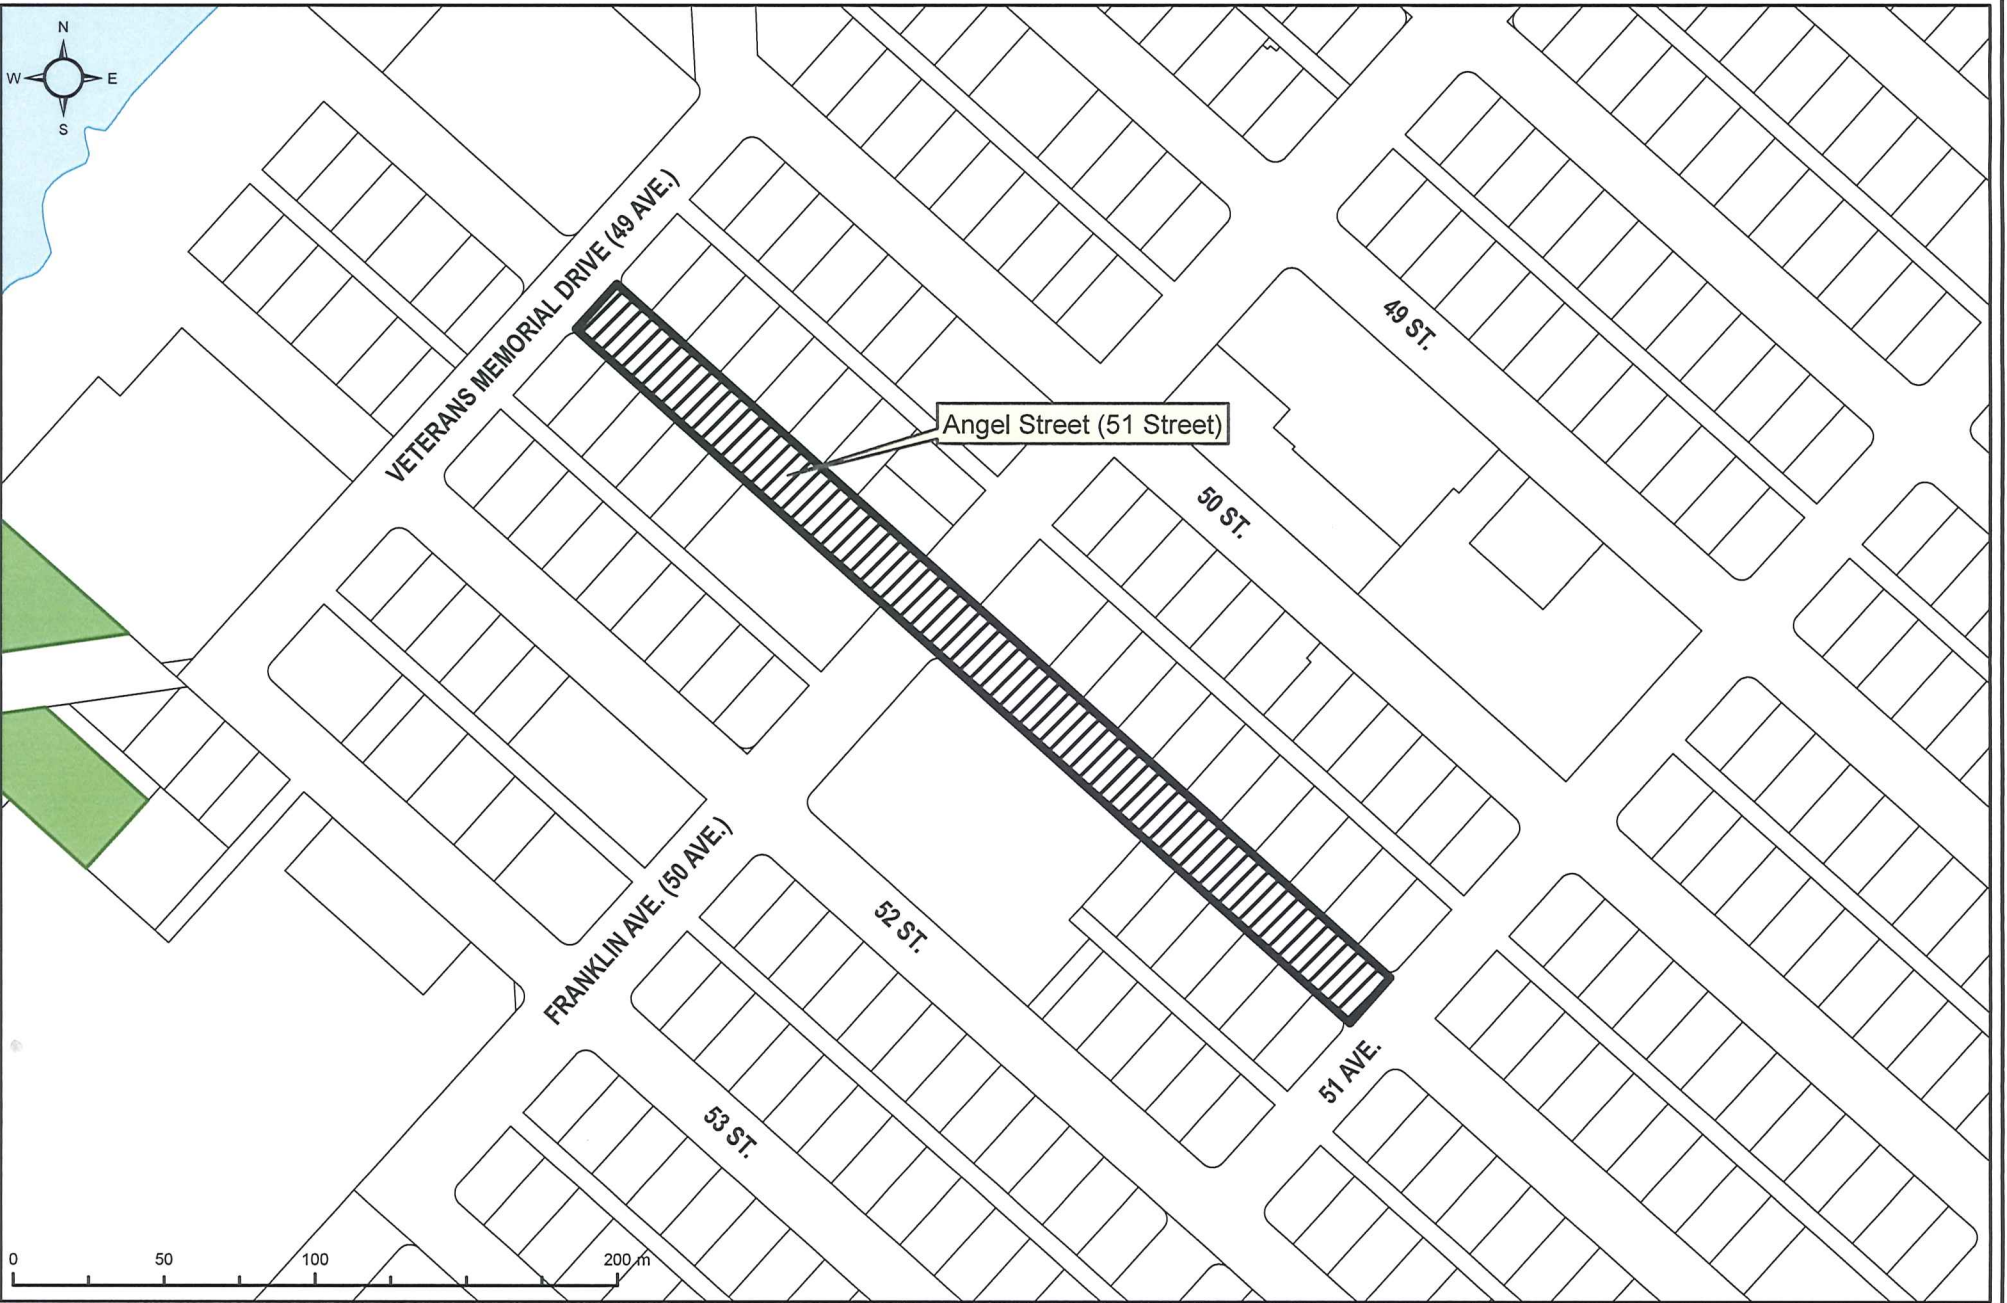 N
W E
S
VETERANS MEMORIAL DRIVE (49 AVE.)
49 ST.
Angel Street (51 Street)
50 ST.
FRANKLIN AVE. (50 AVE.)
52 ST.
51 AVE.
53 ST.
0 50 100 200 m